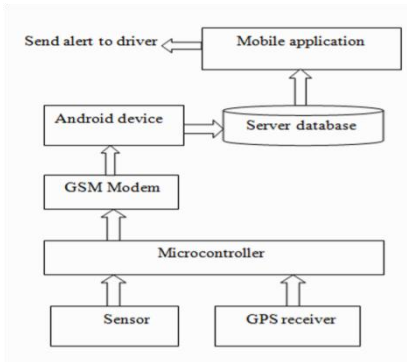 Send alert to driver
Mobile application
Android device
Server database
GSM Modem
Microcontroller
Sensor
GPS receiver